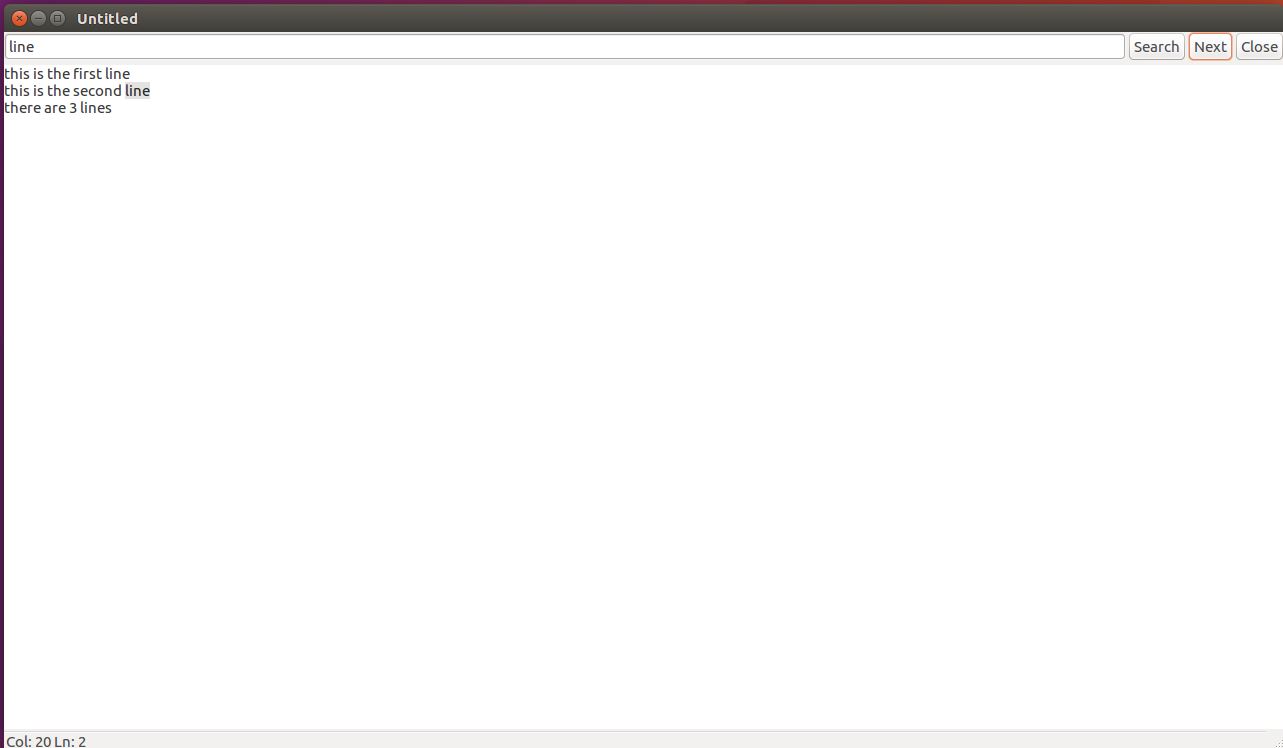 Untitled
line Search Next Close
this is the first line
this is the second line
there are 3 lines
Col: 20 Ln: 2